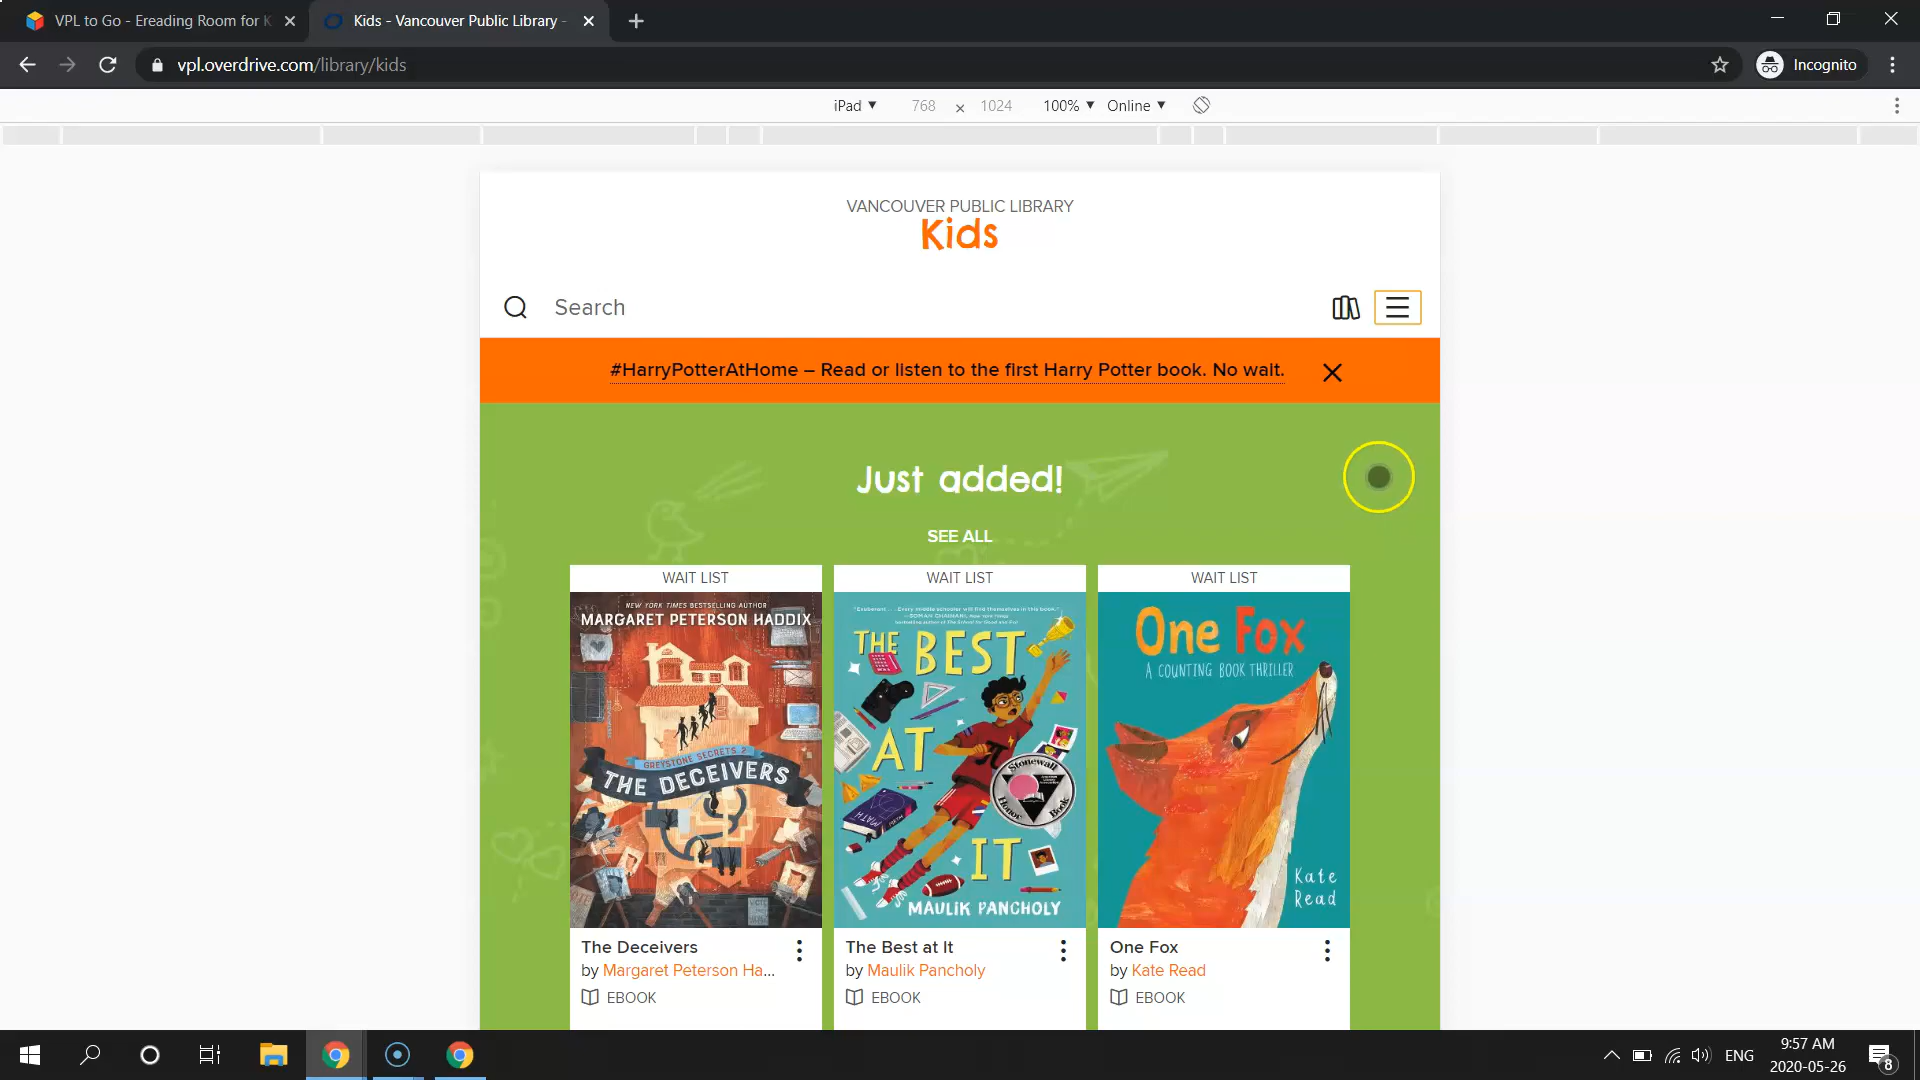 VPL to Go - Ereading Room for K
Kids - Vancouver Public Library -
vpl.overdrive.com/library/kids
Incognito
iPad 768 x 1024 100% Online
VANCOUVER PUBLIC LIBRARY
Kids
Search
#HarryPotterAtHome – Read or listen to the first Harry Potter book. No wait.
Just added!
SEE ALL
WAIT LIST
NEW YORK TIMES BESTSELLING AUTHOR
MARGARET PETERSON HADDIX
GREYSTONE SECRETS 2
THE DECEIVERS
The Deceivers
by Margaret Peterson Ha...
EBOOK
WAIT LIST
THE BEST
AT
IT
MATH
Stonewall
Honor Book
MAULIK PANCHOLY
The Best at It
by Maulik Pancholy
EBOOK
WAIT LIST
One Fox
A COUNTING BOOK THRILLER
Kate
Read
One Fox
by Kate Read
EBOOK
ENG
9:57 AM
2020-05-26
8